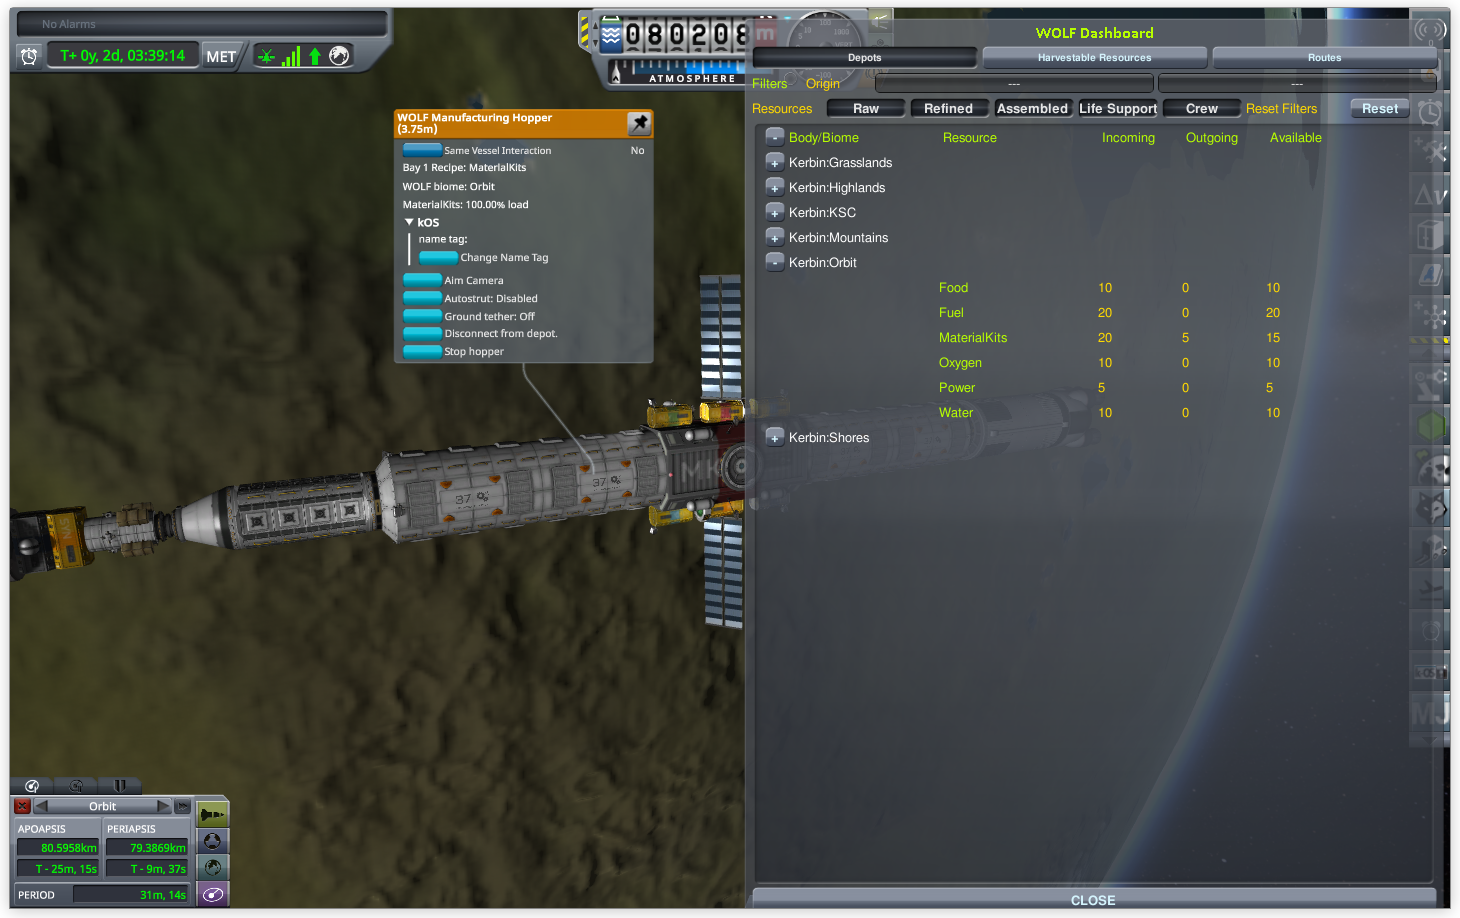 No Alarms
T+ 0y, 2d, 03:39:14
MET
080208
m
ATMOSPHERE
WOLF Dashboard
Depots
Harvestable Resources
Routes
Filters
Origin
---
---
Resources
Raw
Refined
Assembled
Life Support
Crew
Reset Filters
Reset
- Body/Biome
Resource
Incoming
Outgoing
Available
+ Kerbin:Grasslands
+ Kerbin:Highlands
+ Kerbin:KSC
+ Kerbin:Mountains
- Kerbin:Orbit
Food 10 0 10
Fuel 20 0 20
MaterialKits 20 5 15
Oxygen 10 0 10
Power 5 0 5
Water 10 0 10
+ Kerbin:Shores
CLOSE
WOLF Manufacturing Hopper
(3.75m)
Same Vessel Interaction No
Bay 1 Recipe: MaterialKits
WOLF biome: Orbit
MaterialKits: 100.00% load
kOS
name tag:
Change Name Tag
Aim Camera
Autostrut: Disabled
Ground tether: Off
Disconnect from depot.
Stop hopper
37
37
MK
Orbit
APOAPSIS
PERIAPSIS
80.5958km
79.3869km
T - 25m, 15s
T - 9m, 37s
PERIOD
31m, 14s
Δv
MJ